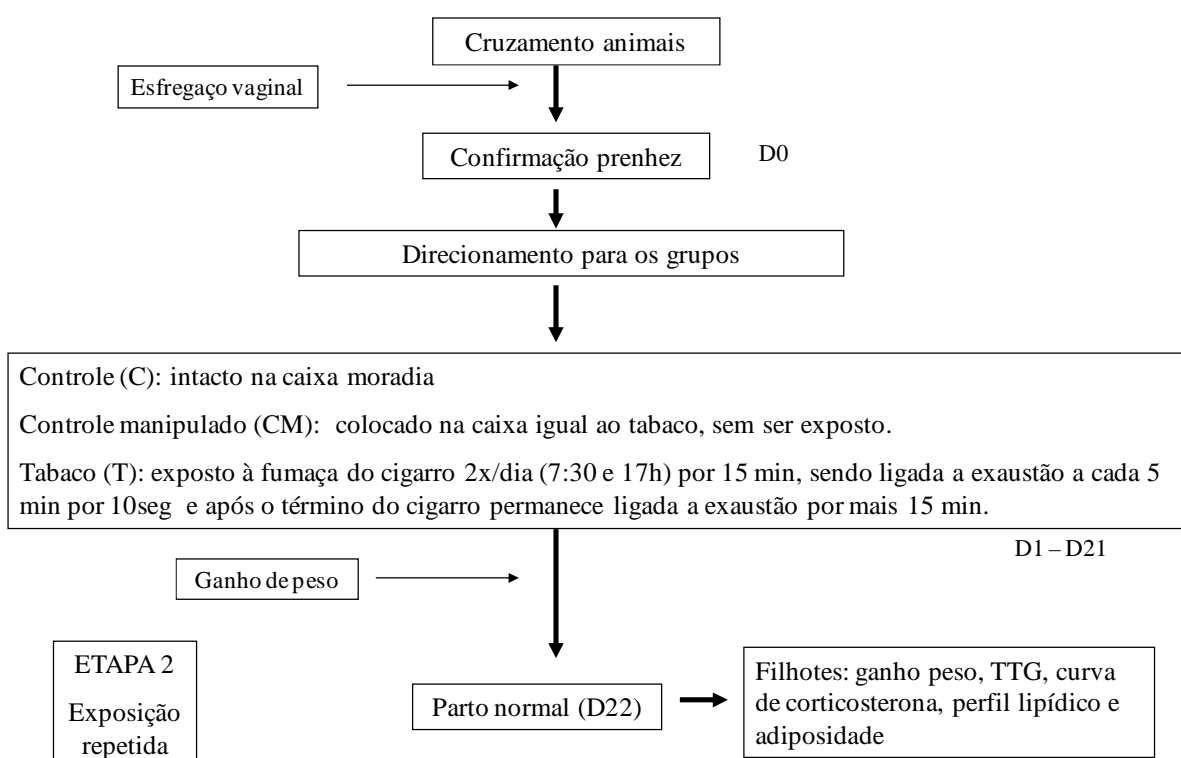 Cruzamento animais
Esfregaço vaginal
Confirmação prenhez
D0
Direcionamento para os grupos
Controle (C): intacto na caixa moradia
Controle manipulado (CM): colocado na caixa igual ao tabaco, sem ser exposto.
Tabaco (T): exposto à fumaça do cigarro 2x/dia (7:30 e 17h) por 15 min, sendo ligada a exaustão a cada 5
min por 10seg e após o término do cigarro permanece ligada a exaustão por mais 15 min.
D1 – D21
Ganho de peso
ETAPA 2
Exposição
repetida
Parto normal (D22)
Filhotes: ganho peso, TTG, curva
de corticosterona, perfil lipídico e
adiposidade